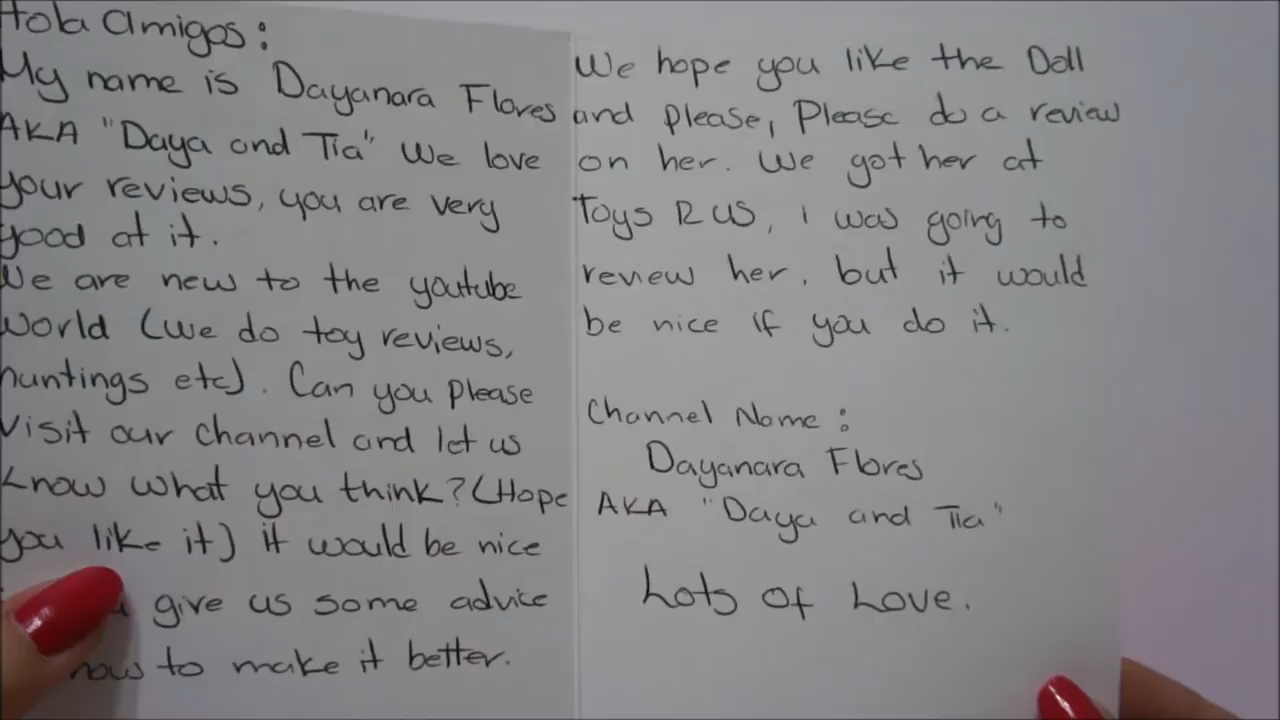 Hola Amigos:
My name is Dayanara Flores
AKA "Daya and Tia" We love
your reviews, you are very
good at it.
We are new to the youtube
World (we do toy reviews,
huntings etc). Can you please
Visit our channel and let us
know what you think? (Hope
you like it) it would be nice
give us some advice
how to make it better.
We hope you like the Doll
and please, Please do a review
on her. We got her at
Toys R US, i was going to
review her, but it would
be nice if you do it.
Channel Name:
Dayanara Flores
AKA "Daya and Tia"
Lots of Love.